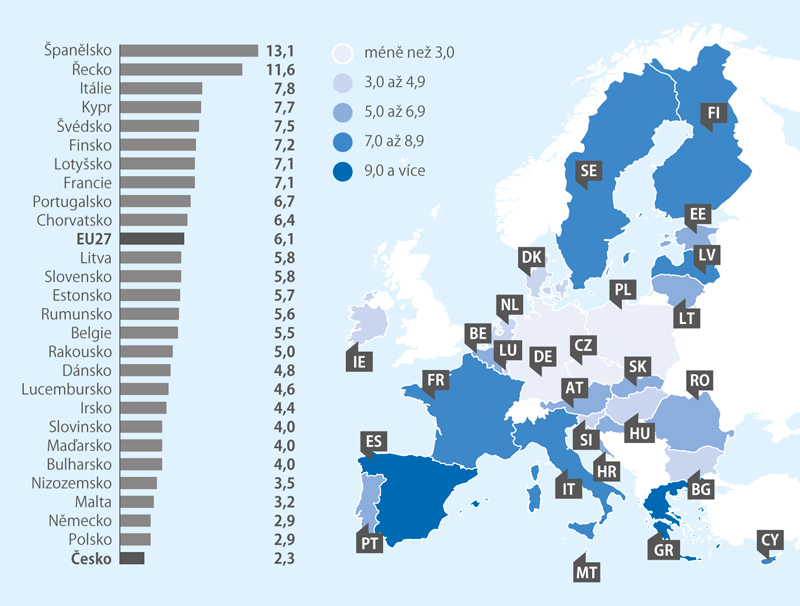 Španělsko 13,1
Řecko 11,6
Itálie 7,8
Kypr 7,7
Švédsko 7,5
Finsko 7,2
Lotyšsko 7,1
Francie 7,1
Portugalsko 6,7
Chorvatsko 6,4
EU27 6,1
Litva 5,8
Slovensko 5,8
Estonsko 5,7
Rumunsko 5,6
Belgie 5,5
Rakousko 5,0
Dánsko 4,8
Lucembursko 4,6
Irsko 4,4
Slovinsko 4,0
Maďarsko 4,0
Bulharsko 4,0
Nizozemsko 3,5
Malta 3,2
Německo 2,9
Polsko 2,9
Česko 2,3
méně než 3,0
3,0 až 4,9
5,0 až 6,9
7,0 až 8,9
9,0 a více
FI
SE
EE
DK
LV
PL
NL
LT
BE
LU
CZ
IE
DE
SK
FR
AT
RO
HU
ES
SI
HR
IT
BG
PT
GR
CY
MT